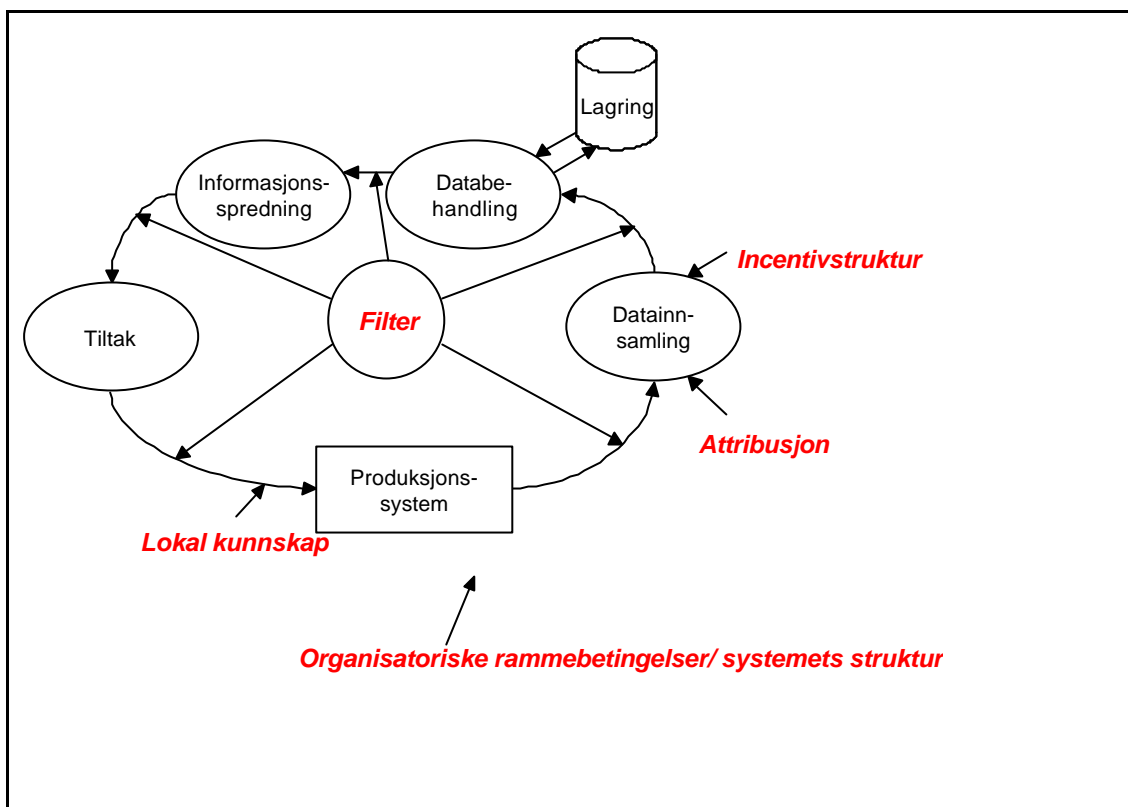 Lagring
Informasjons-
spredning
Databe-
handling
Incentivstruktur
Filter
Datainn-
samling
Tiltak
Attribusjon
Produksjons-
system
Lokal kunnskap
Organisatoriske rammebetingelser/ systemets struktur